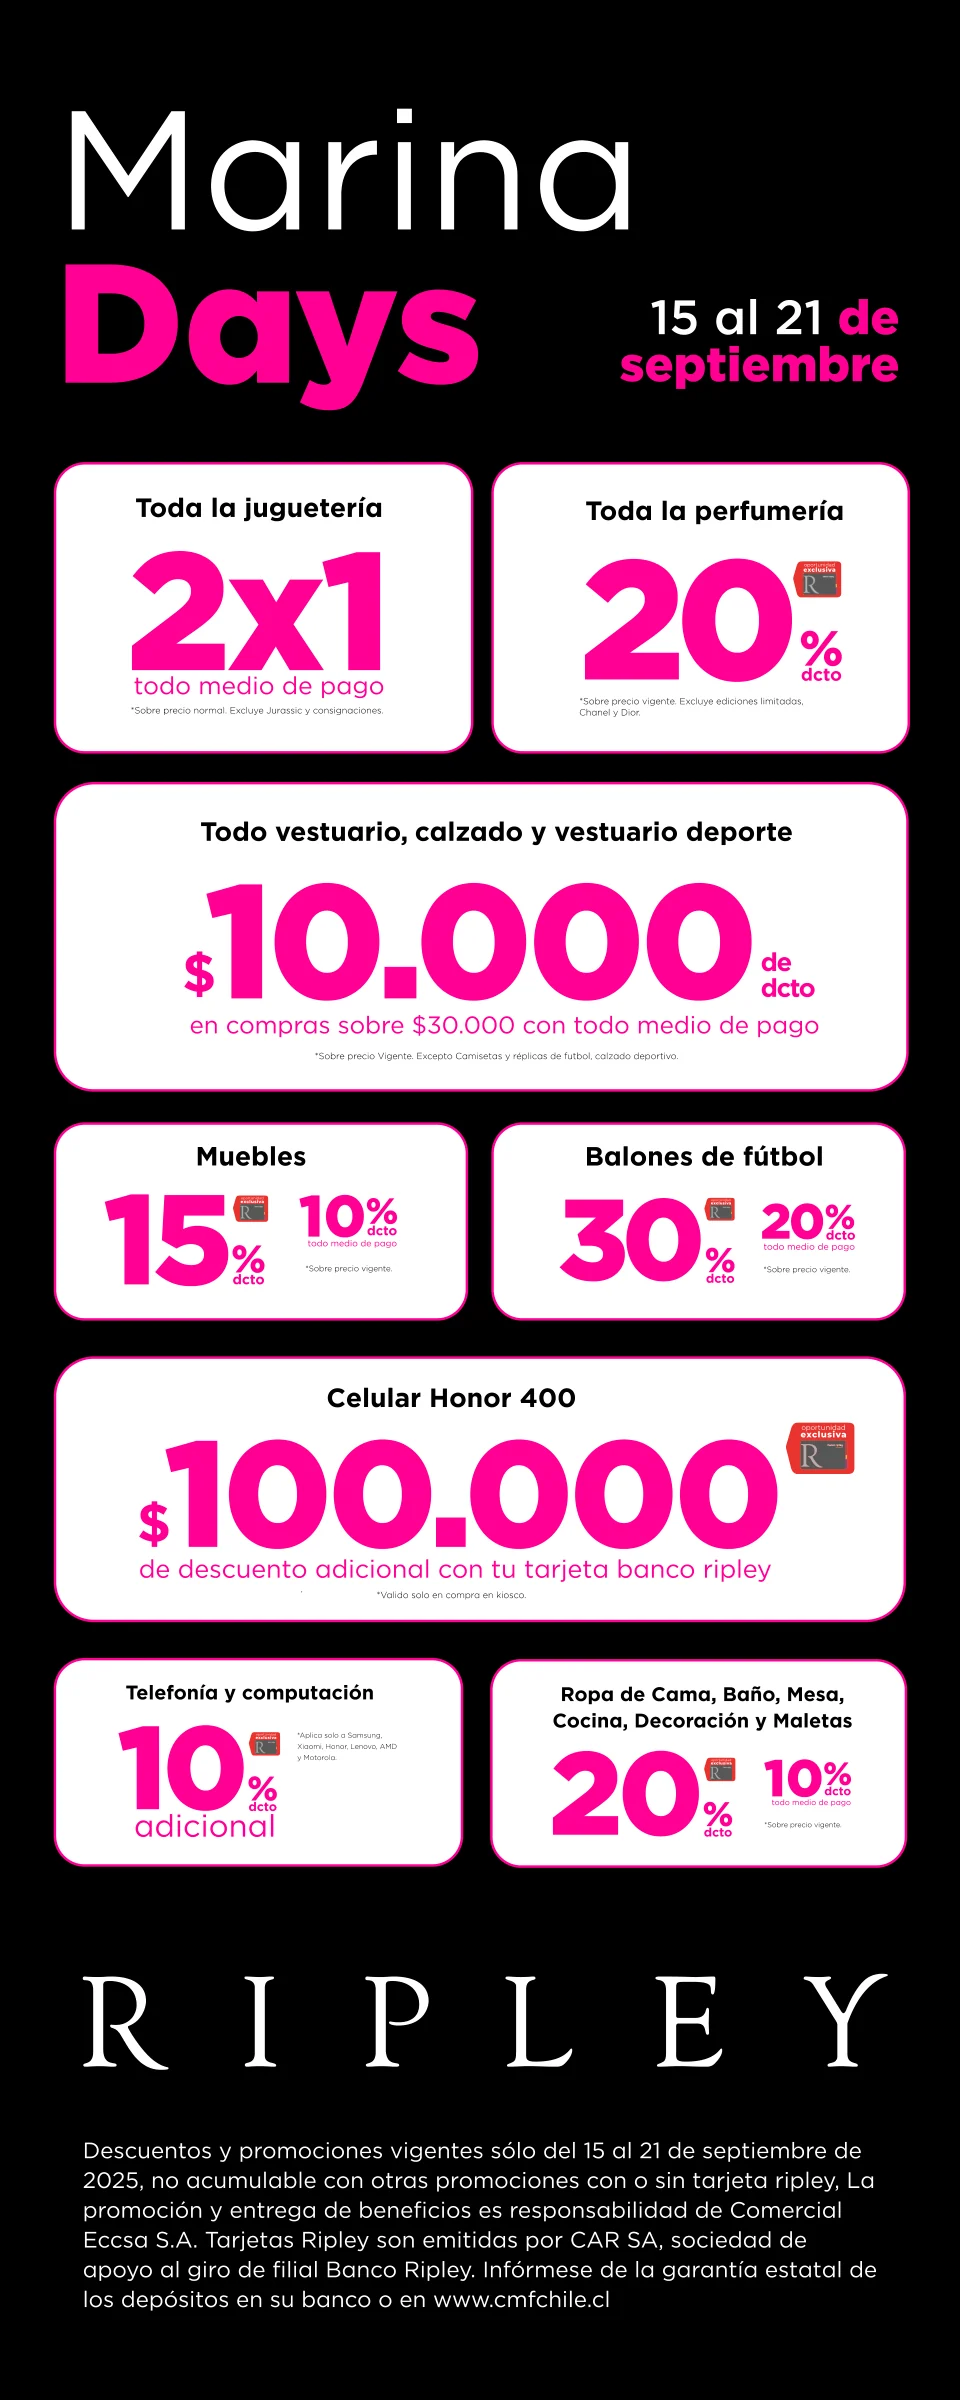 Marina
Days
15 al 21 de
septiembre
Toda la juguetería
2x1
todo medio de pago
*Sobre precio normal. Excluye Jurassic y consignaciones.
Toda la perfumería
20
oportunidad
exclusiva
R
%
dcto
*Sobre precio vigente. Excluye ediciones limitadas,
Chanel y Dior.
Todo vestuario, calzado y vestuario deporte
$10.000 de
dcto
en compras sobre $30.000 con todo medio de pago
*Sobre precio Vigente. Excepto Camisetas y réplicas de futbol, calzado deportivo.
Muebles
15
oportunidad
exclusiva
R
%
dcto
10%
dcto
todo medio de pago
*Sobre precio vigente.
Balones de fútbol
30
oportunidad
exclusiva
R
%
dcto
20%
dcto
todo medio de pago
*Sobre precio vigente.
Celular Honor 400
$100.000
oportunidad
exclusiva
R
de descuento adicional con tu tarjeta banco ripley
*Valido solo en compra en kiosco.
Telefonía y computación
10
oportunidad
exclusiva
R
%
dcto
adicional
*Aplica solo a Samsung,
Xiaomi, Honor, Lenovo, AMD
y Motorola.
Ropa de Cama, Baño, Mesa,
Cocina, Decoración y Maletas
20
oportunidad
exclusiva
R
%
dcto
10%
dcto
todo medio de pago
*Sobre precio vigente.
RIPLEY
Descuentos y promociones vigentes sólo del 15 al 21 de septiembre de
2025, no acumulable con otras promociones con o sin tarjeta ripley, La
promoción y entrega de beneficios es responsabilidad de Comercial
Eccsa S.A. Tarjetas Ripley son emitidas por CAR SA, sociedad de
apoyo al giro de filial Banco Ripley. Infórmese de la garantía estatal de
los depósitos en su banco o en www.cmfchile.cl